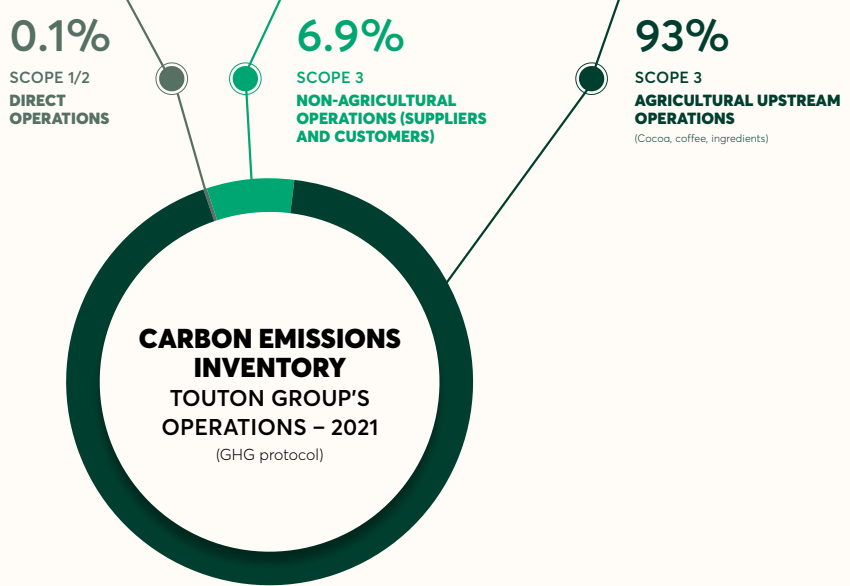 0.1%
SCOPE 1/2
DIRECT
OPERATIONS
6.9%
SCOPE 3
NON-AGRICULTURAL
OPERATIONS (SUPPLIERS
AND CUSTOMERS)
93%
SCOPE 3
AGRICULTURAL UPSTREAM
OPERATIONS
(Cocoa, coffee, ingredients)
CARBON EMISSIONS
INVENTORY
TOUTON GROUP'S
OPERATIONS – 2021
(GHG protocol)